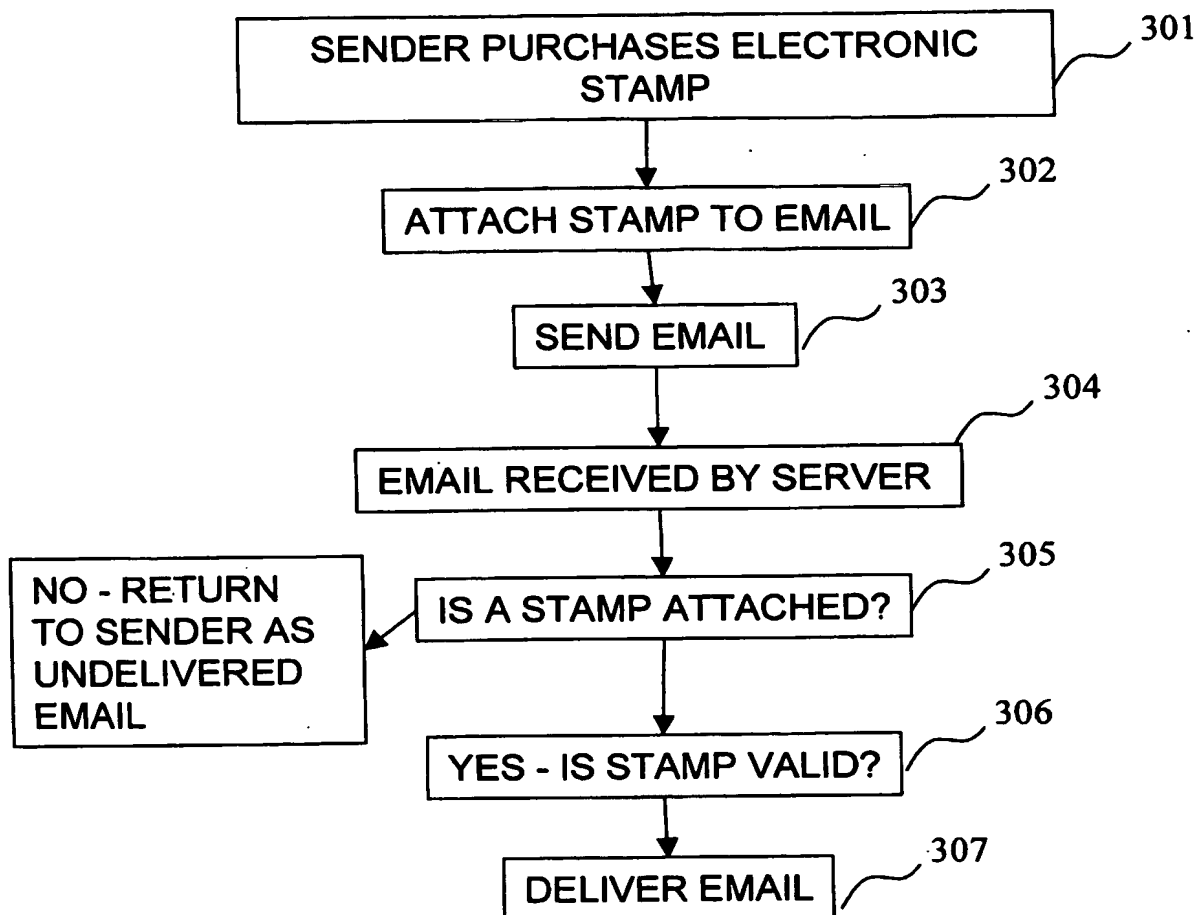 SENDER PURCHASES ELECTRONIC
STAMP
301
ATTACH STAMP TO EMAIL
302
SEND EMAIL
303
EMAIL RECEIVED BY SERVER
304
IS A STAMP ATTACHED?
305
NO - RETURN
TO SENDER AS
UNDELIVERED
EMAIL
YES - IS STAMP VALID?
306
DELIVER EMAIL
307